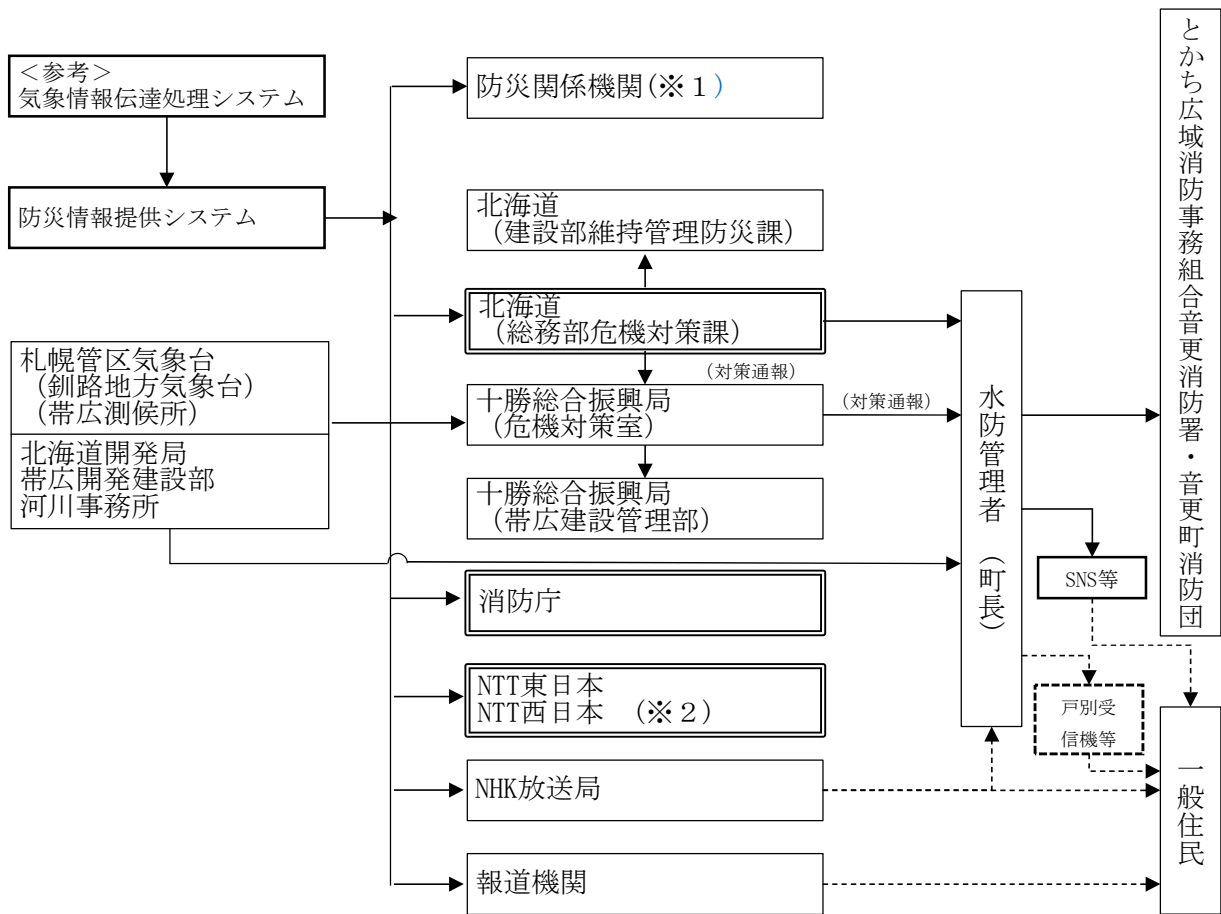 ＜参考＞
気象情報伝達処理システム
防災情報提供システム
札幌管区気象台
（釧路地方気象台）
（帯広測候所）
北海道開発局
帯広開発建設部
河川事務所
防災関係機関(※１)
北海道
（建設部維持管理防災課）
北海道
（総務部危機対策課）
（対策通報）
十勝総合振興局
（危機対策室）
（対策通報）
十勝総合振興局
（帯広建設管理部）
消防庁
NTT東日本
NTT西日本　（※２）
NHK放送局
報道機関
水防管理者（町長）
SNS等
戸別受
信機等
とかち広域消防事務組合音更消防署・音更町消防団
一般住民